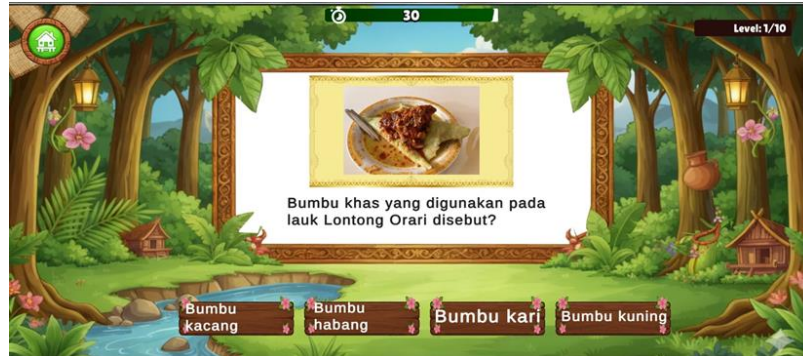 30
Level: 1/10
Bumbu khas yang digunakan pada
lauk Lontong Orari disebut?
Bumbu
kacang
Bumbu
habang
Bumbu kari
Bumbu kuning